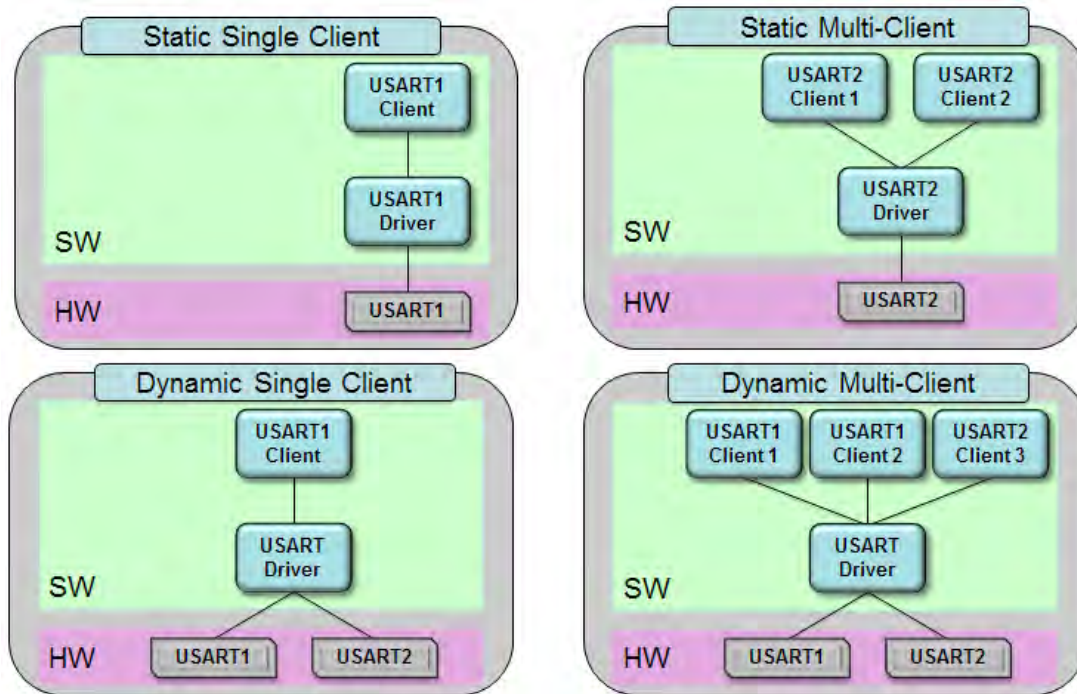 Static Single Client
USART1
Client
USART1
Driver
SW
HW
USART1
Static Multi-Client
USART2
Client 1
USART2
Client 2
USART2
Driver
SW
HW
USART2
Dynamic Single Client
USART1
Client
USART
Driver
SW
HW
USART1
USART2
Dynamic Multi-Client
USART1
Client 1
USART1
Client 2
USART2
Client 3
USART
Driver
SW
HW
USART1
USART2